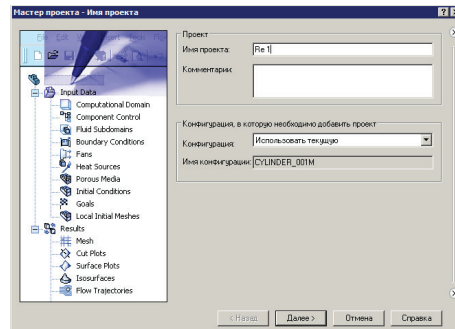 Мастер проекта - Имя проекта
Проект
Имя проекта:
Re 1
Комментарии:
Конфигурация, в которую необходимо добавить проект
Конфигурация:
Использовать текущую
Имя конфигурации:
CYLINDER_001M
Input Data
Computational Domain
Component Control
Fluid Subdomains
Boundary Conditions
Fans
Heat Sources
Porous Media
Initial Conditions
Goals
Local Initial Meshes
Results
Mesh
Cut Plots
Surface Plots
Isosurfaces
Flow Trajectories
< Назад
Далее >
Отмена
Справка